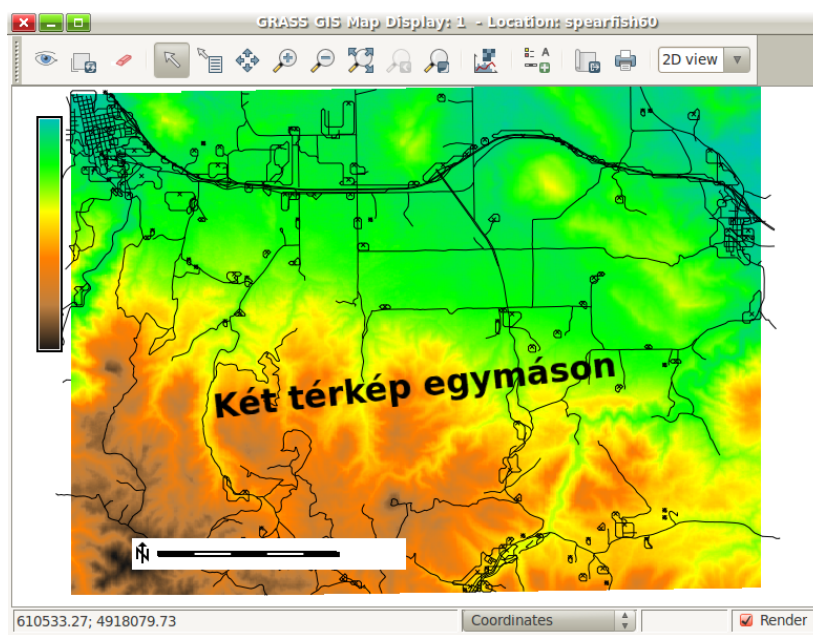 GRASS GIS Map Display: 1 - Location: spearfish60
2D view
Két térkép egymáson
N
610533.27; 4918079.73
Coordinates
Render